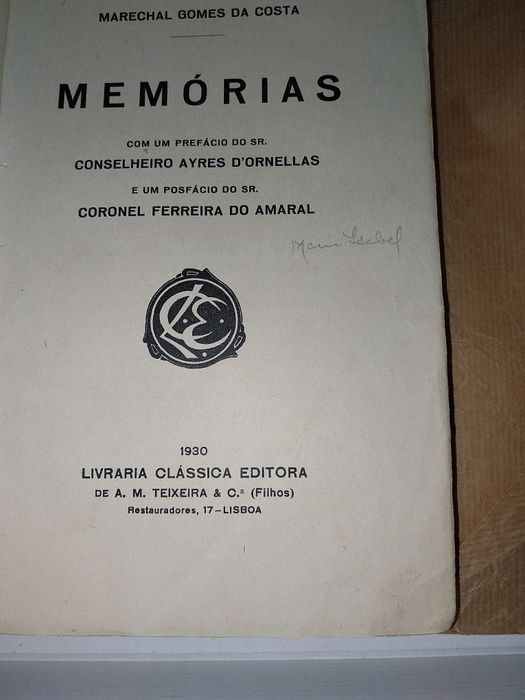 MARECHAL GOMES DA COSTA
MEMÓRIAS
COM UM PREFÁCIO DO SR.
CONSELHEIRO AYRES D'ORNELLAS
E UM POSFÁCIO DO SR.
CORONEL FERREIRA DO AMARAL
Maria Isabel
LCE
1930
LIVRARIA CLÁSSICA EDITORA
DE A. M. TEIXEIRA & C.ª (Filhos)
Restauradores, 17—LISBOA